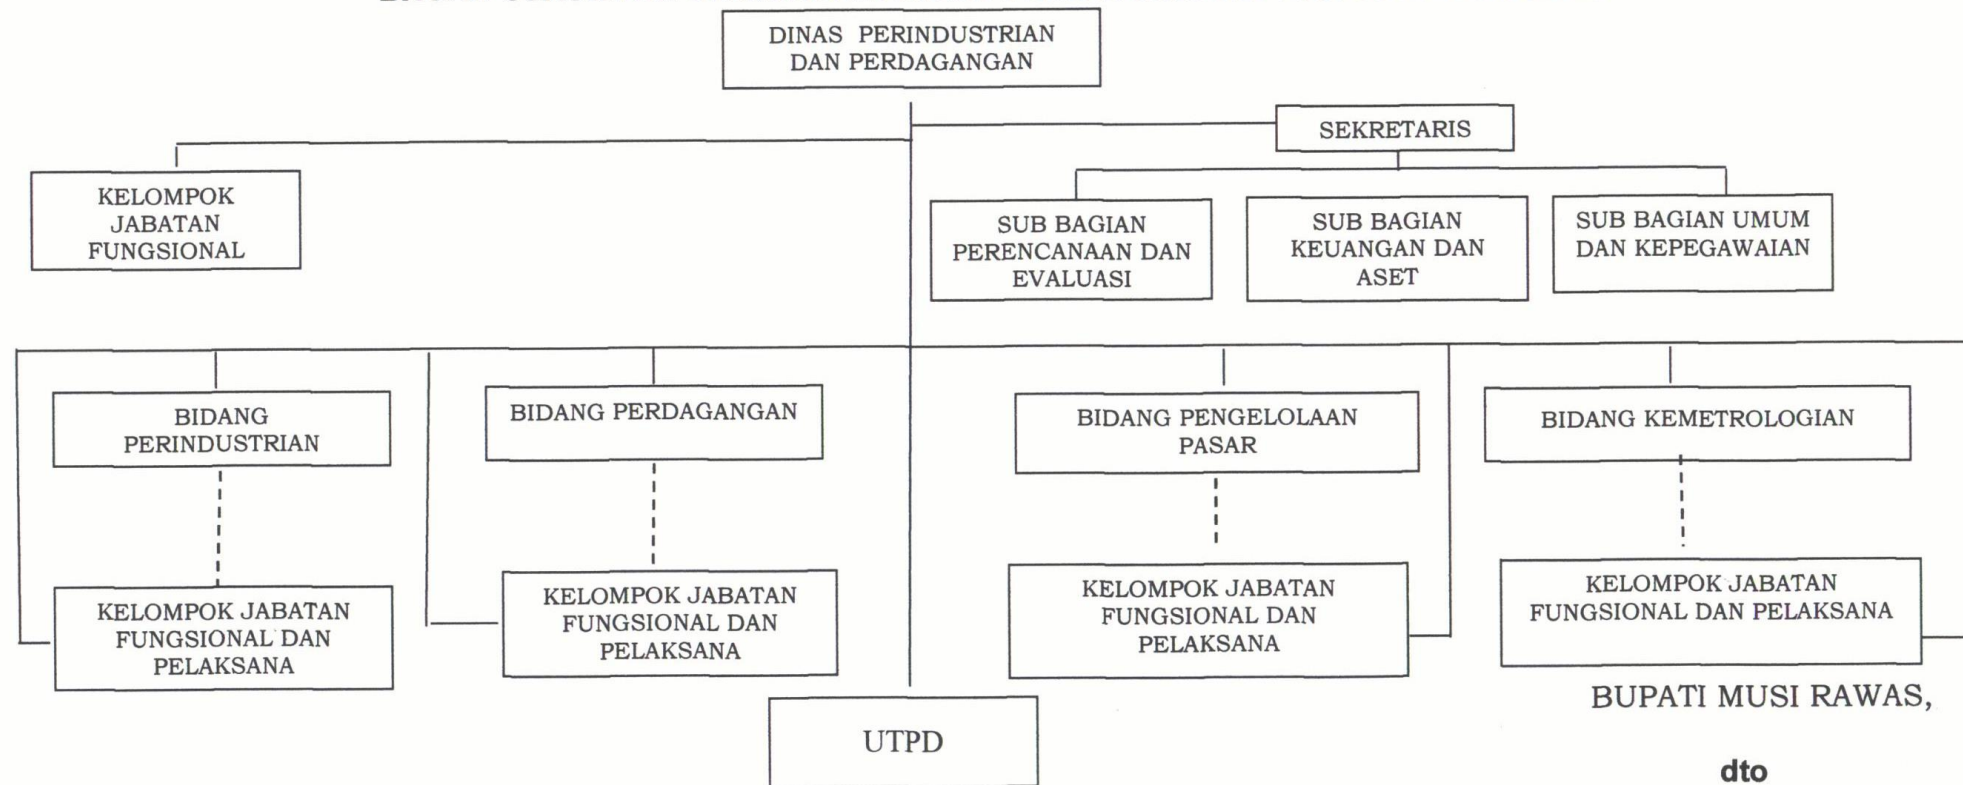 DINAS PERINDUSTRIAN
DAN PERDAGANGAN
SEKRETARIS
KELOMPOK
JABATAN
FUNGSIONAL
SUB BAGIAN
PERENCANAAN DAN
EVALUASI
SUB BAGIAN
KEUANGAN DAN
ASET
SUB BAGIAN UMUM
DAN KEPEGAWAIAN
BIDANG
PERINDUSTRIAN
BIDANG PERDAGANGAN
BIDANG PENGELOLAAN
PASAR
BIDANG KEMETROLOGIAN
KELOMPOK JABATAN
FUNGSIONAL DAN
PELAKSANA
KELOMPOK JABATAN
FUNGSIONAL DAN
PELAKSANA
KELOMPOK JABATAN
FUNGSIONAL DAN
PELAKSANA
KELOMPOK JABATAN
FUNGSIONAL DAN PELAKSANA
UTPD
BUPATI MUSI RAWAS,
dto